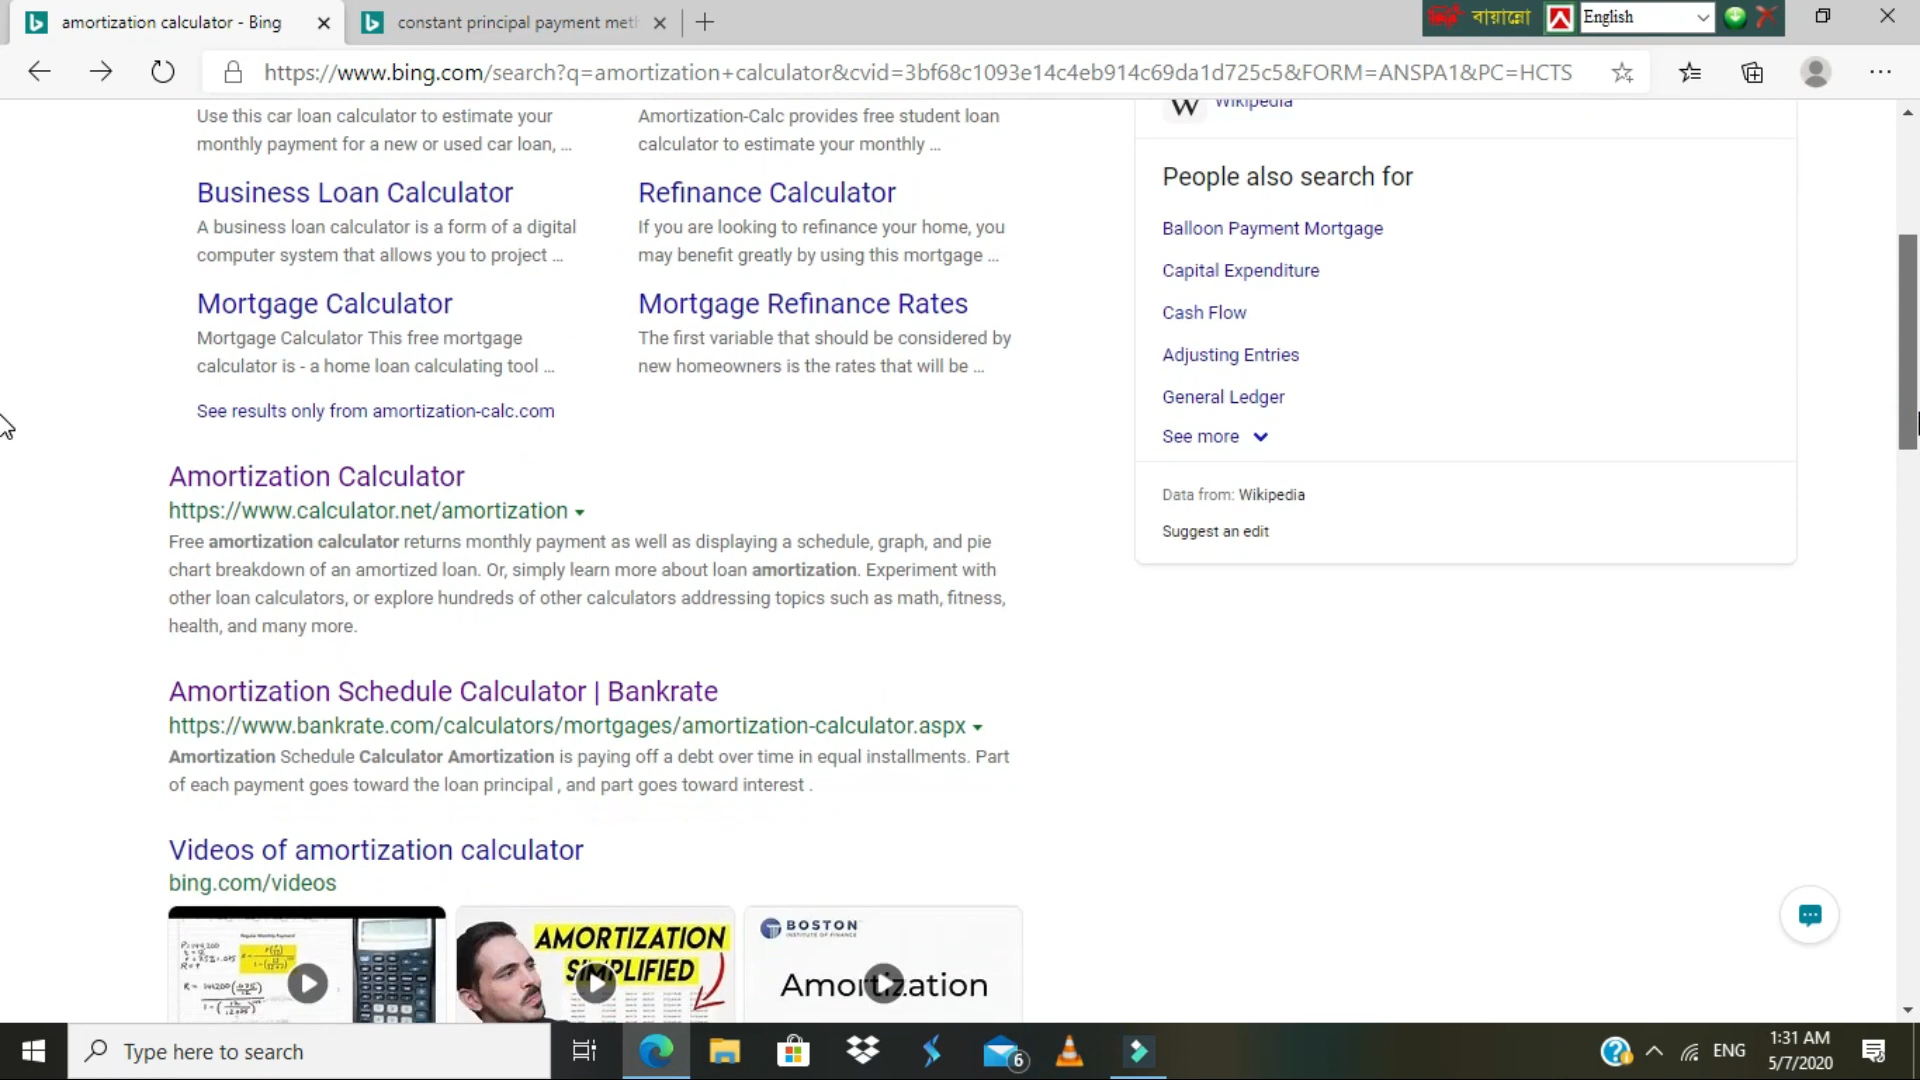 amortization calculator - Bing
constant principal payment meth
বায়ান্নো
English
https://www.bing.com/search?q=amortization+calculator&cvid=3bf68c1093e14c4eb914c69da1d725c5&FORM=ANSPA1&PC=HCTS
Use this car loan calculator to estimate your
monthly payment for a new or used car loan, ...
Amortization-Calc provides free student loan
calculator to estimate your monthly ...
Business Loan Calculator
A business loan calculator is a form of a digital
computer system that allows you to project ...
Refinance Calculator
If you are looking to refinance your home, you
may benefit greatly by using this mortgage ...
Mortgage Calculator
Mortgage Calculator This free mortgage
calculator is - a home loan calculating tool ...
Mortgage Refinance Rates
The first variable that should be considered by
new homeowners is the rates that will be ...
See results only from amortization-calc.com
Amortization Calculator
https://www.calculator.net/amortization
Free amortization calculator returns monthly payment as well as displaying a schedule, graph, and pie
chart breakdown of an amortized loan. Or, simply learn more about loan amortization. Experiment with
other loan calculators, or explore hundreds of other calculators addressing topics such as math, fitness,
health, and many more.
Amortization Schedule Calculator | Bankrate
https://www.bankrate.com/calculators/mortgages/amortization-calculator.aspx
Amortization Schedule Calculator Amortization is paying off a debt over time in equal installments. Part
of each payment goes toward the loan principal , and part goes toward interest .
Videos of amortization calculator
bing.com/videos
AMORTIZATION
SIMPLIFIED
BOSTON
INSTITUTE OF FINANCE
Amortization
W Wikipedia
People also search for
Balloon Payment Mortgage
Capital Expenditure
Cash Flow
Adjusting Entries
General Ledger
See more
Data from: Wikipedia
Suggest an edit
Type here to search
6
ENG
1:31 AM
5/7/2020